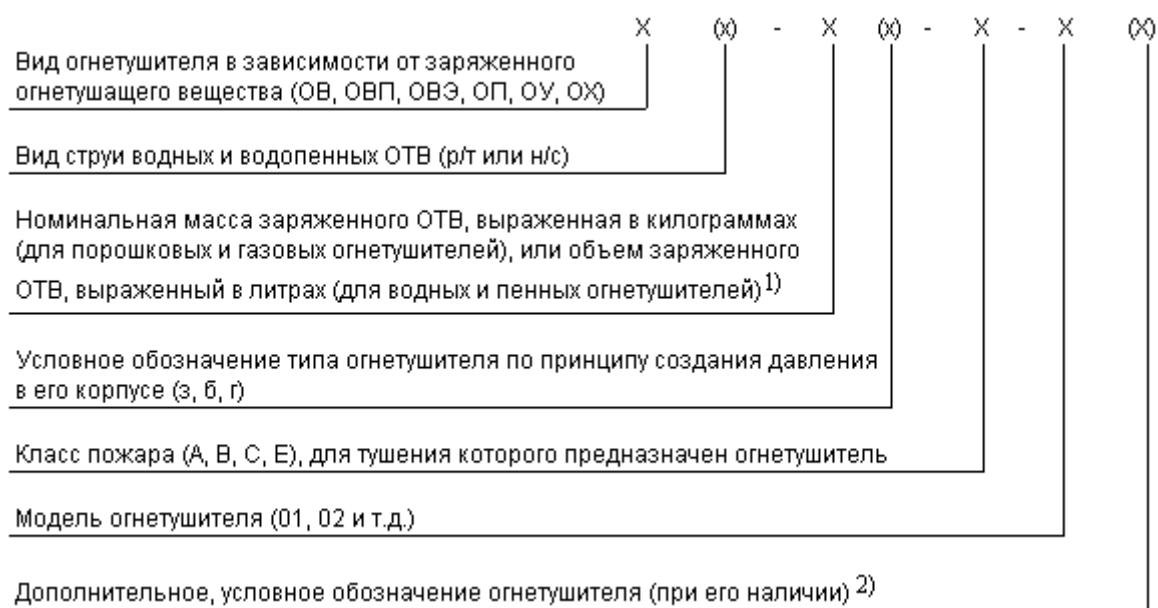 X (x) - X (x) - X - X (X)
Вид огнетушителя в зависимости от заряженного
огнетушащего вещества (ОВ, ОВП, ОВЭ, ОП, ОУ, ОХ)
Вид струи водных и водопенных ОТВ (р/т или н/с)
Номинальная масса заряженного ОТВ, выраженная в килограммах
(для порошковых и газовых огнетушителей), или объем заряженного
ОТВ, выраженный в литрах (для водных и пенных огнетушителей)1)
Условное обозначение типа огнетушителя по принципу создания давления
в его корпусе (з, б, г)
Класс пожара (А, В, С, Е), для тушения которого предназначен огнетушитель
Модель огнетушителя (01, 02 и т.д.)
Дополнительное, условное обозначение огнетушителя (при его наличии) 2)